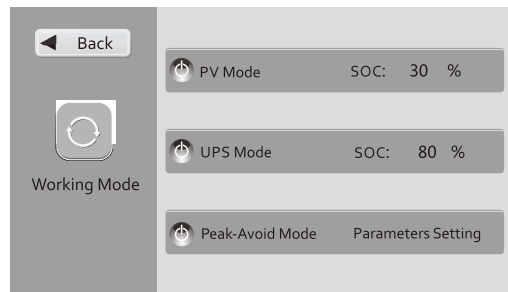 Back
Working Mode
PV Mode SOC: 30 %
UPS Mode SOC: 80 %
Peak-Avoid Mode Parameters Setting